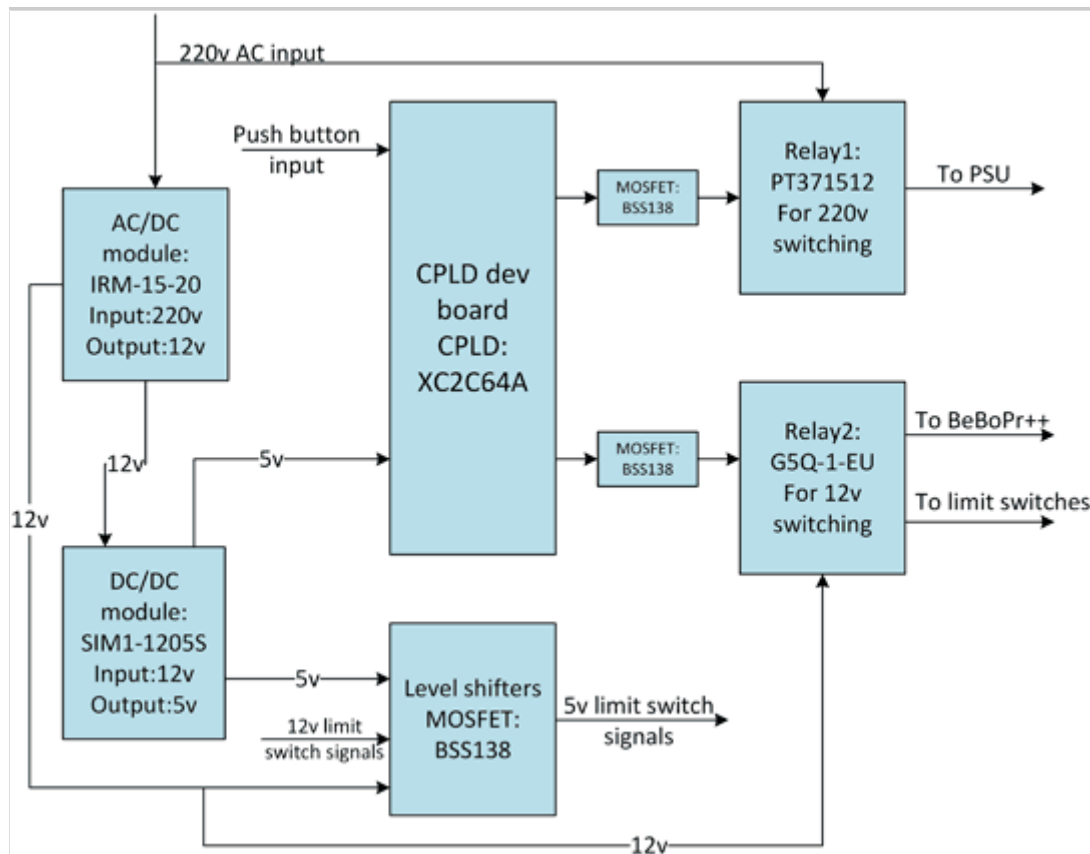 220v AC input
Push button
input
AC/DC
module:
IRM-15-20
Input:220v
Output:12v
CPLD dev
board
CPLD:
XC2C64A
MOSFET:
BSS138
Relay1:
PT371512
For 220v
switching
To PSU
12v
5v
12v
MOSFET:
BSS138
Relay2:
G5Q-1-EU
For 12v
switching
To BeBoPr++
To limit switches
DC/DC
module:
SIM1-1205S
Input:12v
Output:5v
5v
12v limit
switch signals
Level shifters
MOSFET:
BSS138
5v limit switch
signals
12v